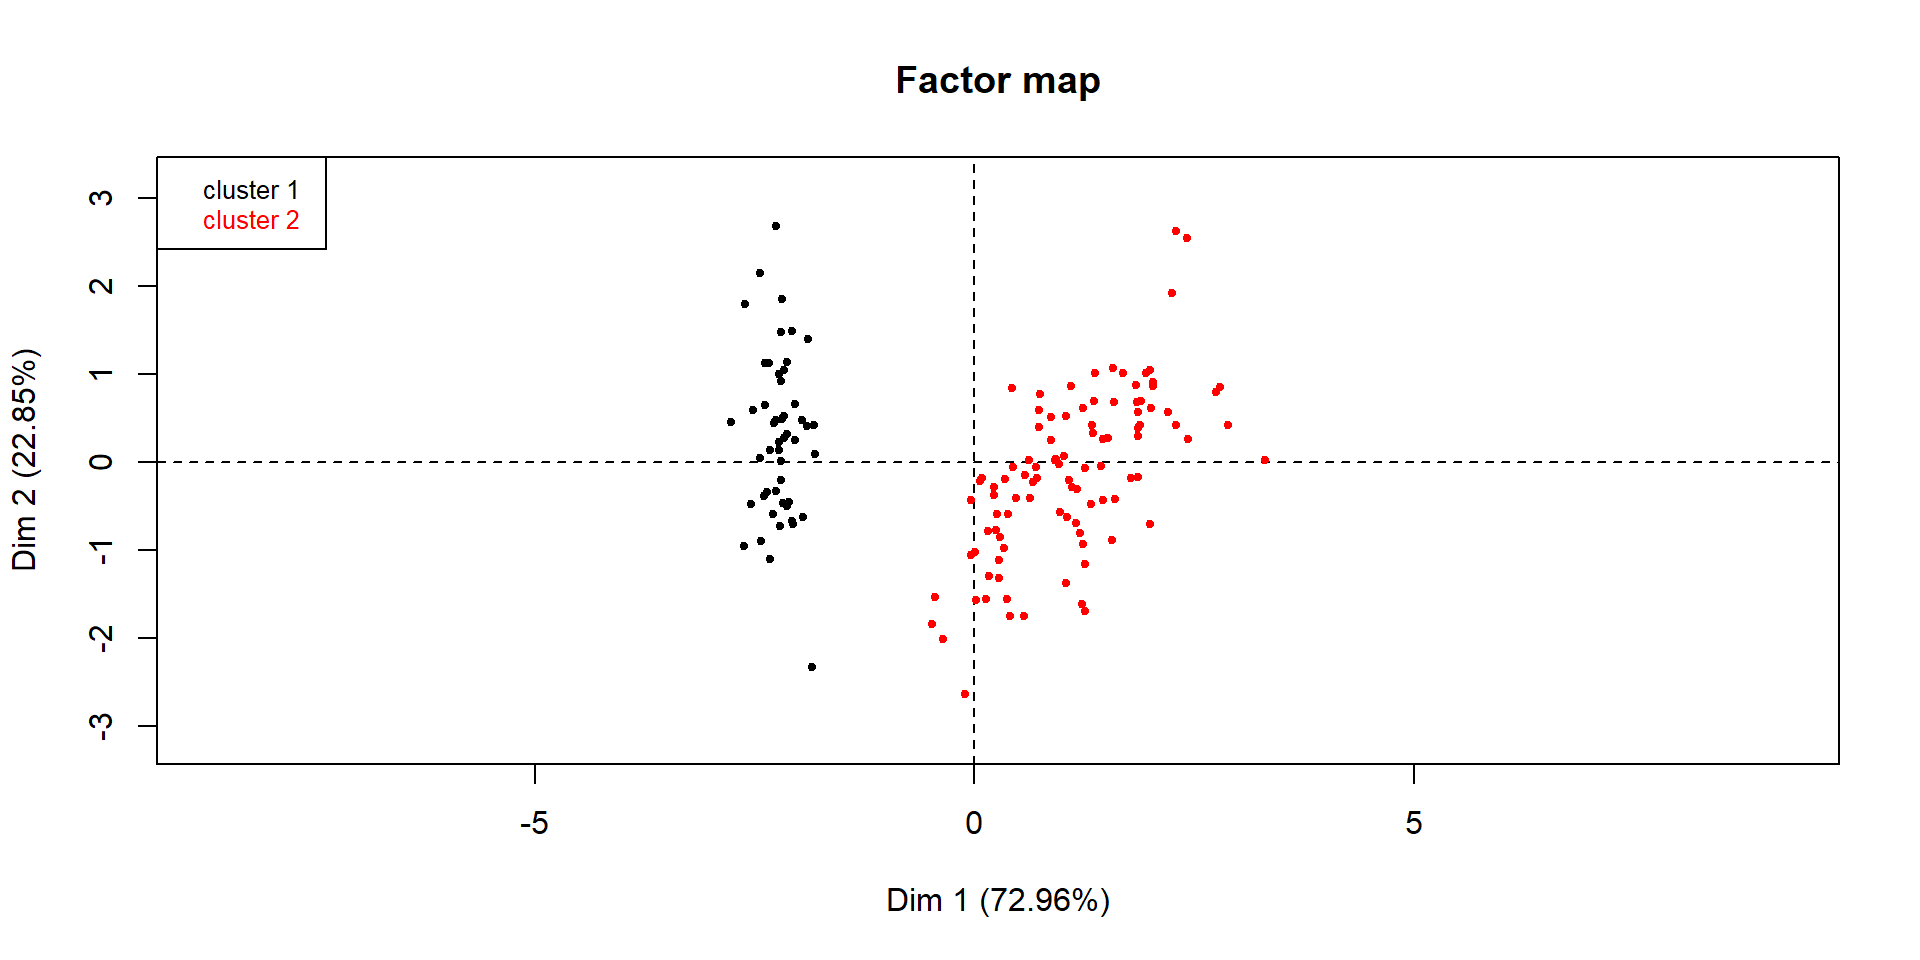 Factor map
cluster 1
cluster 2
3
2
1
0
-1
-2
-3
Dim 2 (22.85%)
-5
0
5
Dim 1 (72.96%)